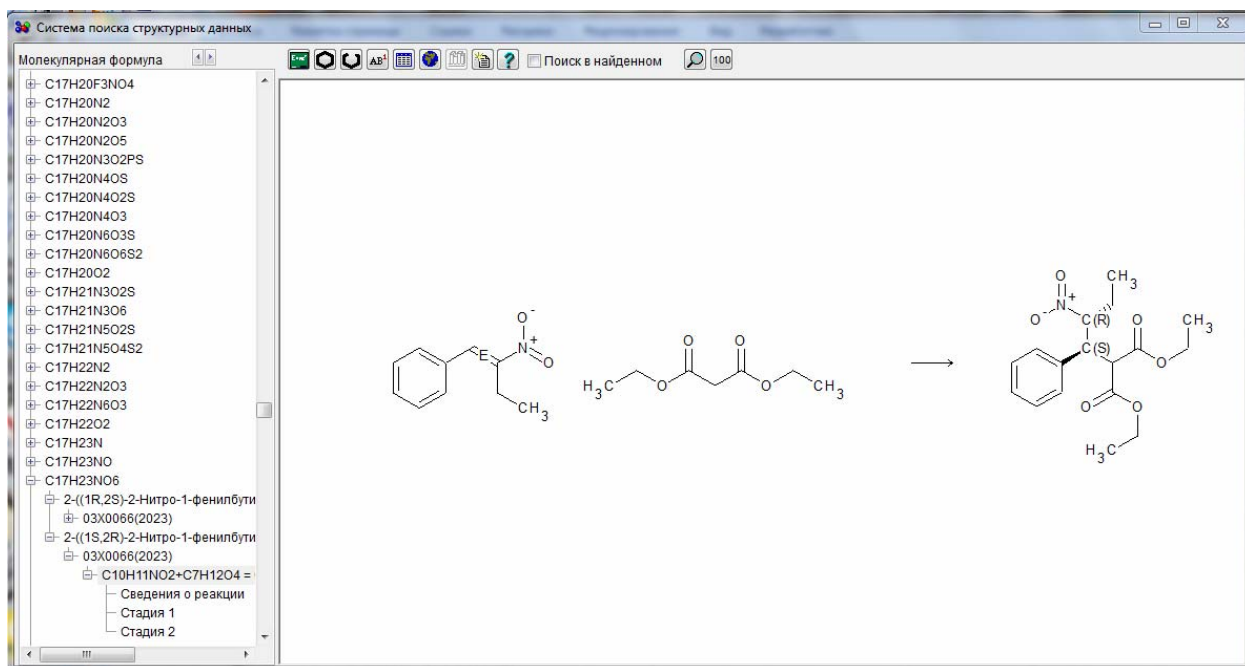 Система поиска структурных данных
Молекулярная формула
AB¹
?
Поиск в найденном
100
C17H20F3NO4
C17H20N2
C17H20N2O3
C17H20N2O5
C17H20N3O2PS
C17H20N4OS
C17H20N4O2S
C17H20N4O3
C17H20N6O3S
C17H20N6O6S2
C17H20O2
C17H21N3O2S
C17H21N3O6
C17H21N5O2S
C17H21N5O4S2
C17H22N2
C17H22N2O3
C17H22N6O3
C17H22O2
C17H23N
C17H23NO
C17H23NO6
2-((1R,2S)-2-Нитро-1-фенилбути
03X0066(2023)
2-((1S,2R)-2-Нитро-1-фенилбути
03X0066(2023)
C10H11NO2+C7H12O4 =
Сведения о реакции
Стадия 1
Стадия 2
O-
E
N+
O
CH3
O
O
H3C
O
O
CH3
→
O
CH3
N+
O-
C(R)
O
CH3
C(S)
O
O
O
H3C